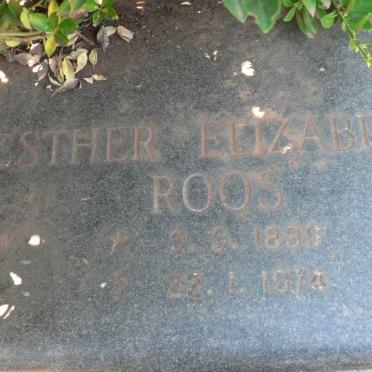 ESTHER ELIZABE
ROOS
† 22. 1. 1974